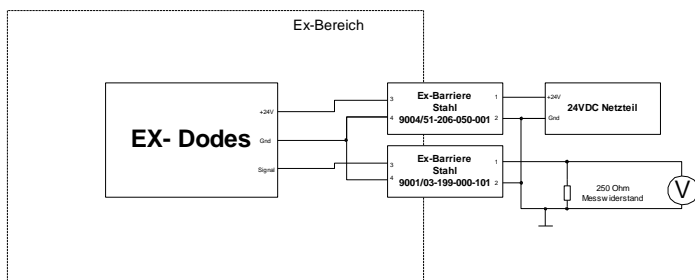 Ex-Bereich
EX- Dodes
+24V
Gnd
Signal
3
4
Ex-Barriere
Stahl
9004/51-206-050-001
1
2
+24V
Gnd
24VDC Netzteil
3
4
Ex-Barriere
Stahl
9001/03-199-000-101
1
2
250 Ohm
Messwiderstand
V